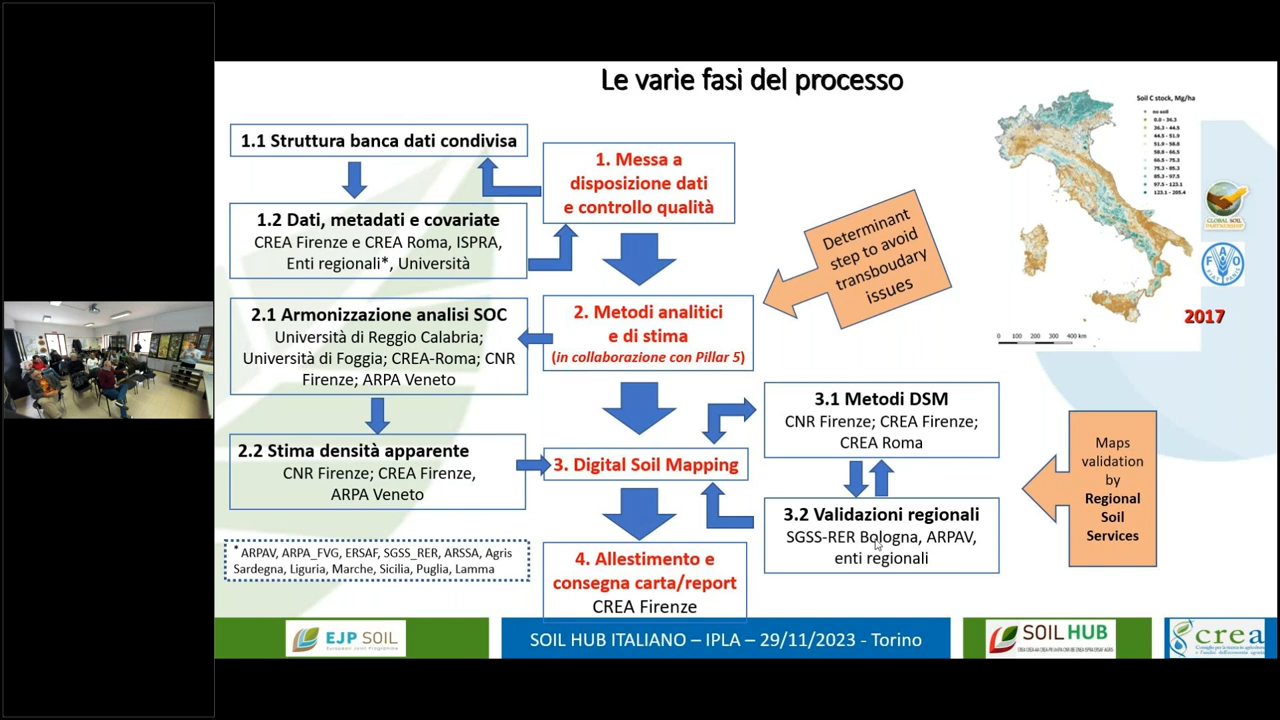 Le varie fasi del processo
1.1 Struttura banca dati condivisa
1. Messa a
disposizione dati
e controllo qualità
1.2 Dati, metadati e covariate
CREA Firenze e CREA Roma, ISPRA,
Enti regionali*, Università
Determinant
step to avoid
transboudary
issues
Soil C stock, Mg/ha
no soil
0.0 - 36.3
36.3 - 44.5
44.5 - 51.9
51.9 - 58.8
58.8 - 66.5
66.5 - 75.3
75.3 - 85.3
85.3 - 97.5
97.5 - 123.1
123.1 - 205.4
GLOBAL SOIL
PARTNERSHIP
FAO
FIAT PANIS
2017
0 100 200 300 400 km
2.1 Armonizzazione analisi SOC
Università di Reggio Calabria;
Università di Foggia; CREA-Roma; CNR
Firenze; ARPA Veneto
2. Metodi analitici
e di stima
(in collaborazione con Pillar 5)
3.1 Metodi DSM
CNR Firenze; CREA Firenze;
CREA Roma
2.2 Stima densità apparente
CNR Firenze; CREA Firenze,
ARPA Veneto
3. Digital Soil Mapping
Maps
validation
by
Regional
Soil
Services
3.2 Validazioni regionali
SGSS-RER Bologna, ARPAV,
enti regionali
* ARPAV, ARPA_FVG, ERSAF, SGSS_RER, ARSSA, Agris
Sardegna, Liguria, Marche, Sicilia, Puglia, Lamma
4. Allestimento e
consegna carta/report
CREA Firenze
EJP SOIL
European Joint Programme
SOIL HUB ITALIANO – IPLA – 29/11/2023 - Torino
SOIL HUB
crea